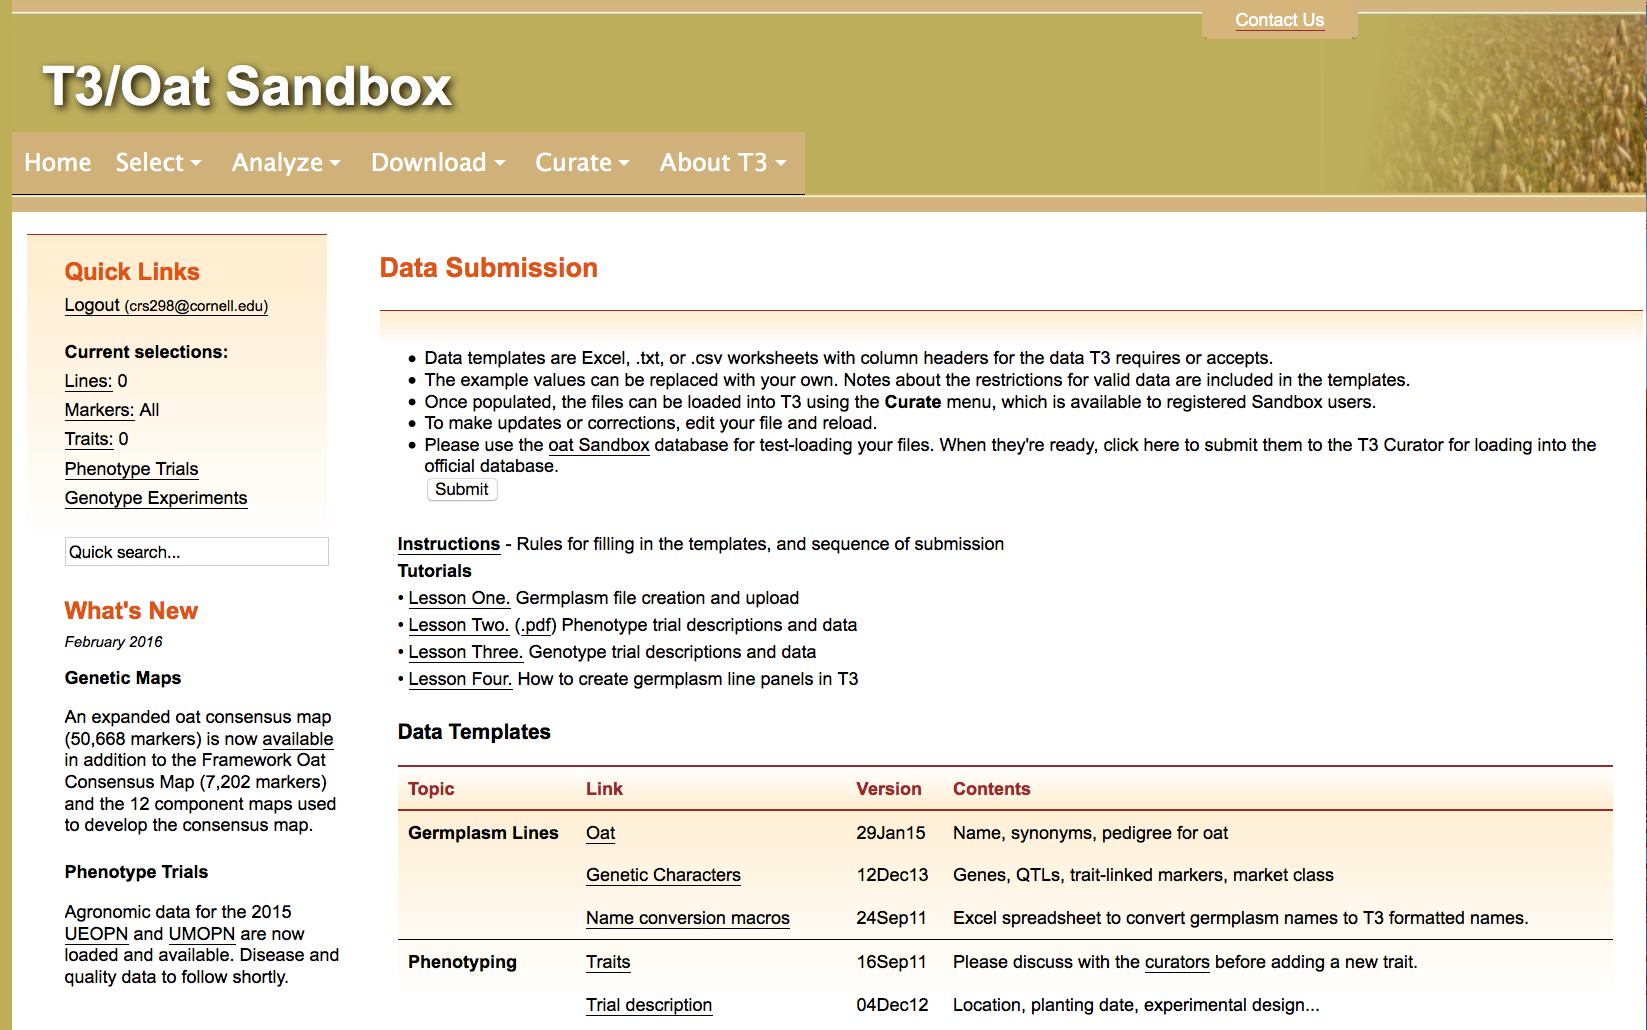 Contact Us
T3/Oat Sandbox
Home Select Analyze Download Curate About T3
Quick Links
Logout (crs298@cornell.edu)
Current selections:
Lines: 0
Markers: All
Traits: 0
Phenotype Trials
Genotype Experiments
Quick search...
What's New
February 2016
Genetic Maps
An expanded oat consensus map
(50,668 markers) is now available
in addition to the Framework Oat
Consensus Map (7,202 markers)
and the 12 component maps used
to develop the consensus map.
Phenotype Trials
Agronomic data for the 2015
UEOPN and UMOPN are now
loaded and available. Disease and
quality data to follow shortly.
Data Submission
• Data templates are Excel, .txt, or .csv worksheets with column headers for the data T3 requires or accepts.
• The example values can be replaced with your own. Notes about the restrictions for valid data are included in the templates.
• Once populated, the files can be loaded into T3 using the Curate menu, which is available to registered Sandbox users.
• To make updates or corrections, edit your file and reload.
• Please use the oat Sandbox database for test-loading your files. When they're ready, click here to submit them to the T3 Curator for loading into the
official database.
Submit
Instructions - Rules for filling in the templates, and sequence of submission
Tutorials
• Lesson One. Germplasm file creation and upload
• Lesson Two. (.pdf) Phenotype trial descriptions and data
• Lesson Three. Genotype trial descriptions and data
• Lesson Four. How to create germplasm line panels in T3
Data Templates
Topic Link Version Contents
Germplasm Lines Oat 29Jan15 Name, synonyms, pedigree for oat
Genetic Characters 12Dec13 Genes, QTLs, trait-linked markers, market class
Name conversion macros 24Sep11 Excel spreadsheet to convert germplasm names to T3 formatted names.
Phenotyping Traits 16Sep11 Please discuss with the curators before adding a new trait.
Trial description 04Dec12 Location, planting date, experimental design...